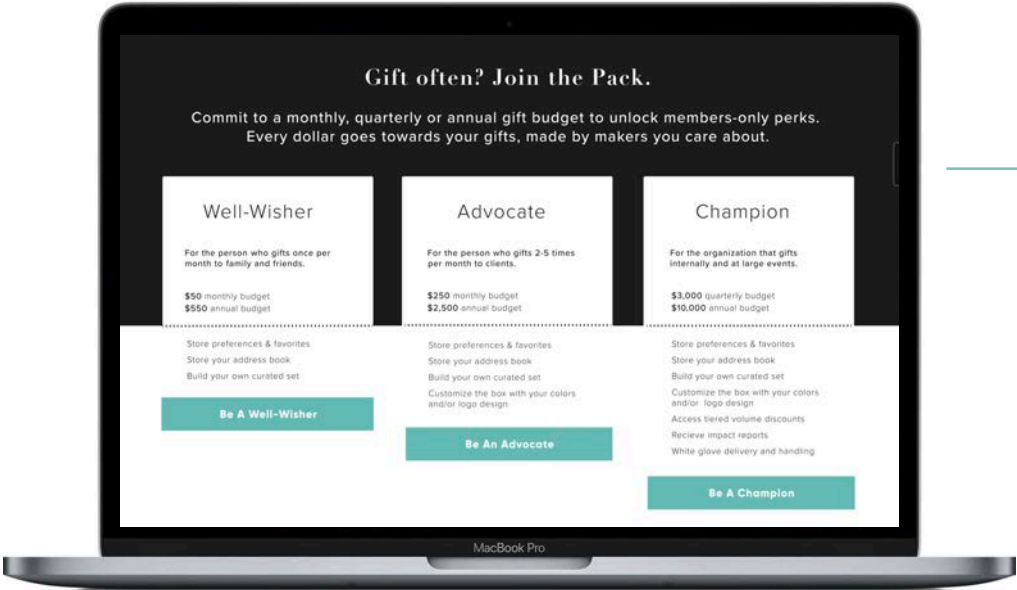 Gift often? Join the Pack.
Commit to a monthly, quarterly or annual gift budget to unlock members-only perks.
Every dollar goes towards your gifts, made by makers you care about.
Well-Wisher
For the person who gifts once per
month to family and friends.
$50 monthly budget
$550 annual budget
Store preferences & favorites
Store your address book
Build your own curated set
Be A Well-Wisher
Advocate
For the person who gifts 2-5 times
per month to clients.
$250 monthly budget
$2,500 annual budget
Store preferences & favorites
Store your address book
Build your own curated set
Customize the box with your colors
and/or logo design
Be An Advocate
Champion
For the organization that gifts
internally and at large events.
$3,000 quarterly budget
$10,000 annual budget
Store preferences & favorites
Store your address book
Build your own curated set
Customize the box with your colors
and/or logo design
Access tiered volume discounts
Recieve impact reports
White glove delivery and handling
Be A Champion
MacBook Pro